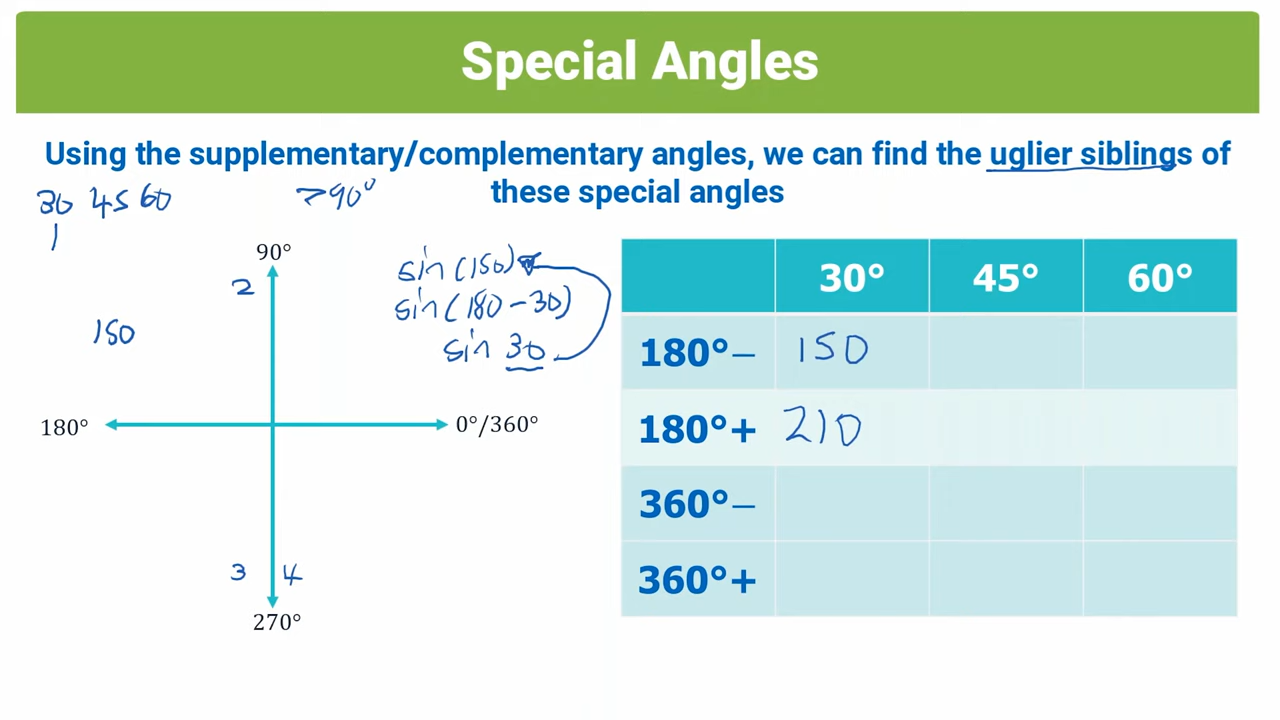 Special Angles
Using the supplementary/complementary angles, we can find the uglier siblings of
these special angles
30 45 60
>90°
1
90°
2
150
180°
0°/360°
3
4
270°
sin(150)
sin(180-30)
sin 30
30° 45° 60°
180°− 150
180°+ 210
360°−
360°+